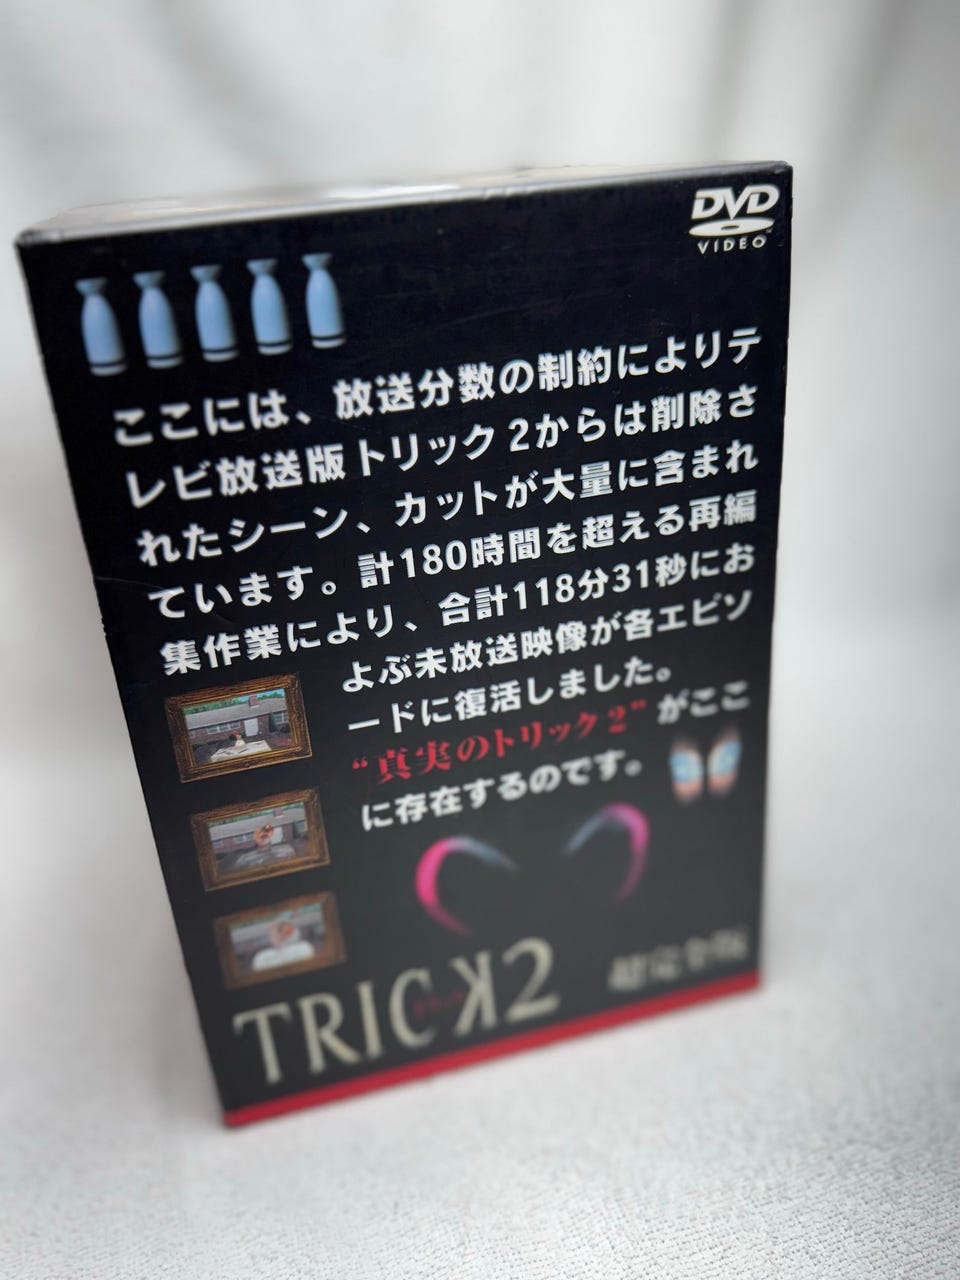 DVD
VIDEO
ここには、放送分数の制約によりテ
レビ放送版トリック2からは削除さ
れたシーン、カットが大量に含まれ
ています。計180時間を超える再編
集作業により、合計118分31秒にお
よぶ未放送映像が各エピソ
ードに復活しました。
“真実のトリック2”がここ
に存在するのです。
TRICK2
超完全版